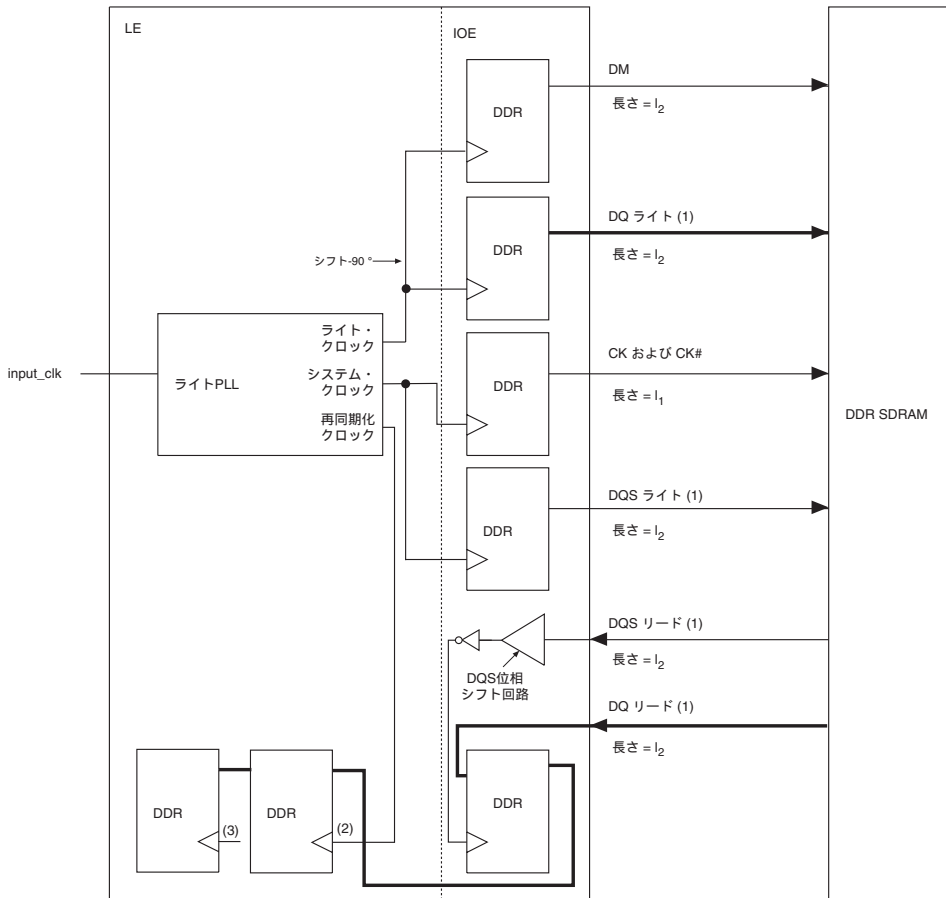 LE
IOE
DDR
DM
長さ = l2
DDR
DQ ライト (1)
長さ = l2
シフト-90 °
input_clk
ライトPLL
ライト・
クロック
システム・
クロック
再同期化
クロック
DDR
CK および CK#
長さ = l1
DDR SDRAM
DDR
DQS ライト (1)
長さ = l2
DQS リード (1)
長さ = l2
DQS位相
シフト回路
DQ リード (1)
長さ = l2
DDR
(3)
DDR
(2)
DDR